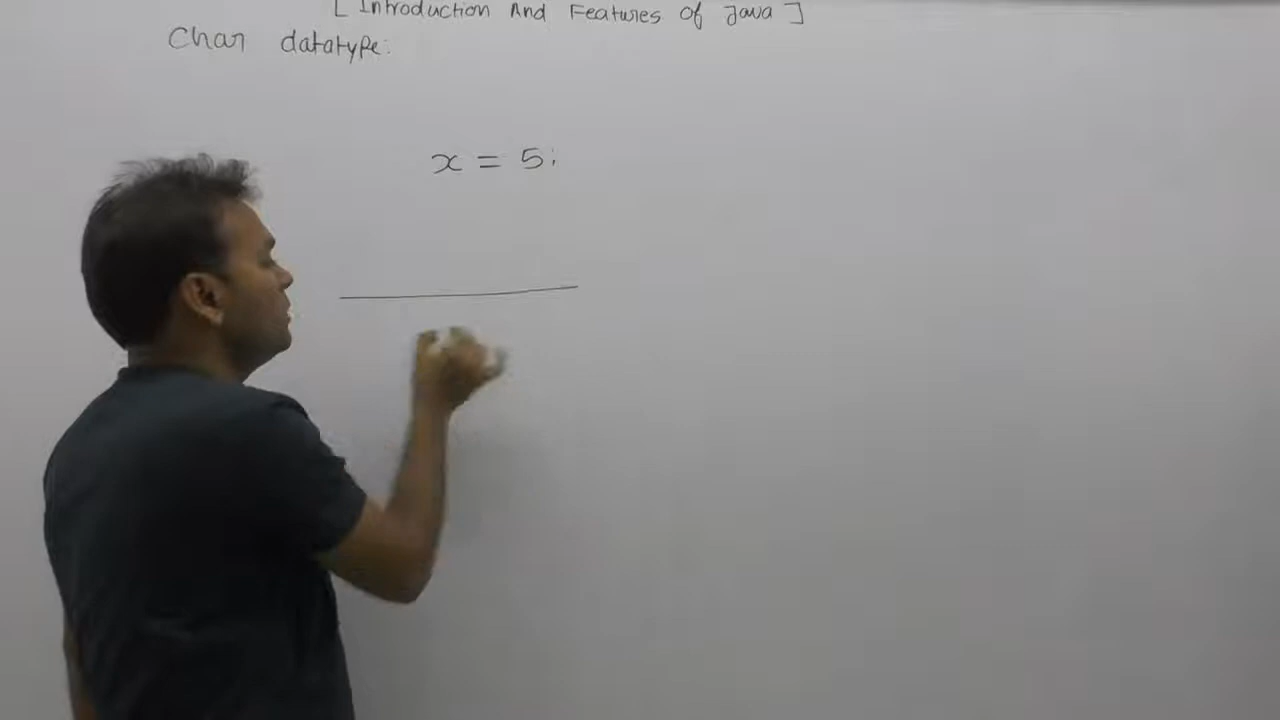 [ Introduction And Features Of Java ]
Char datatype:
x = 5;